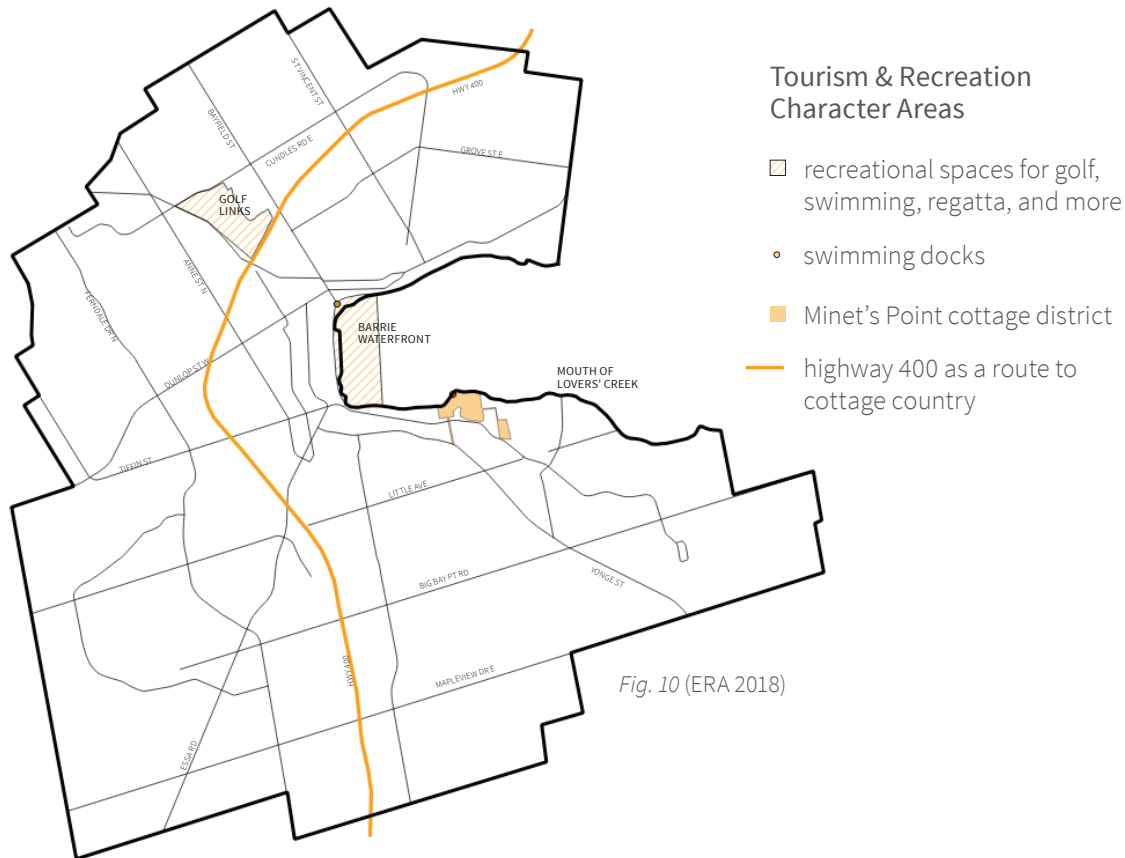 Tourism & Recreation
Character Areas
recreational spaces for golf,
swimming, regatta, and more
swimming docks
Minet's Point cottage district
highway 400 as a route to
cottage country
ST VINCENT ST
HWY 400
BAYFIELD ST
CUNDLES RD E
GROVE ST E
GOLF
LINKS
ANNE ST N
FERNDALE DR N
BARRIE
WATERFRONT
DUNLOP ST W
MOUTH OF
LOVERS' CREEK
TIFFIN ST
LITTLE AVE
BIG BAY PT RD
YONGE ST
HWY 400
MAPLEVIEW DR E
ESSA RD
Fig. 10 (ERA 2018)